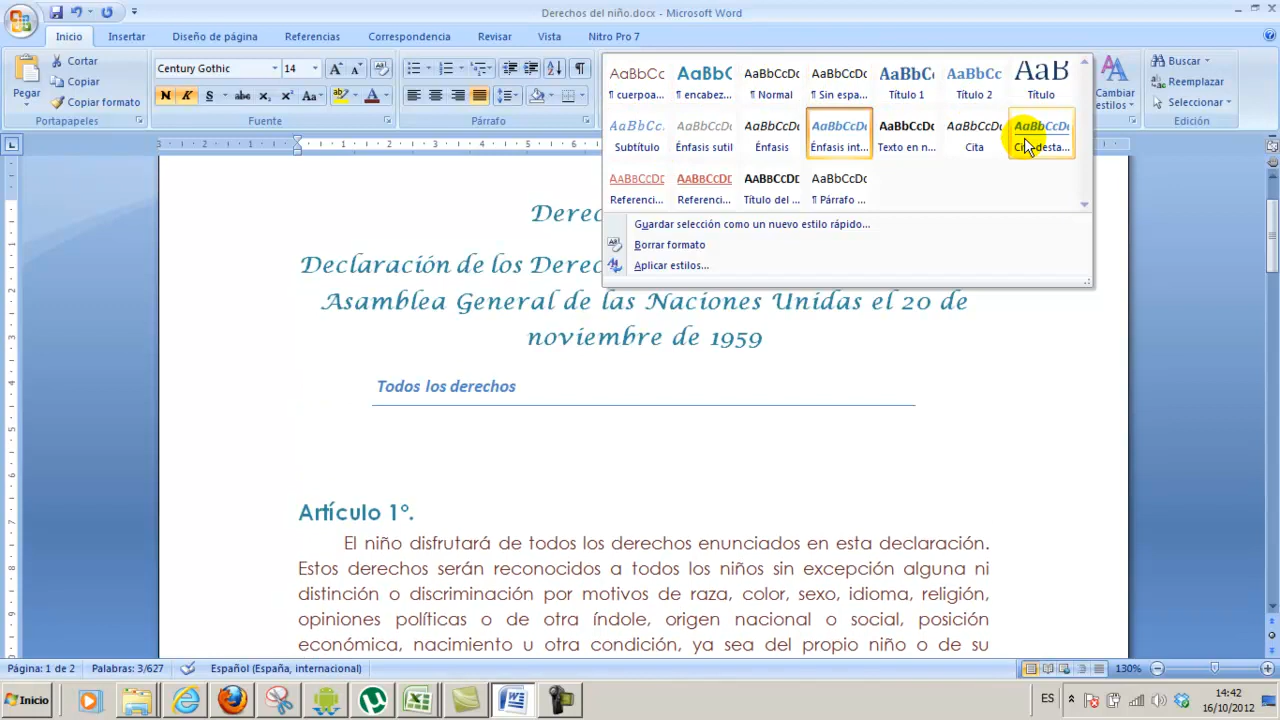 Derechos del niño.docx - Microsoft Word
Inicio Insertar Diseño de página Referencias Correspondencia Revisar Vista Nitro Pro 7
Pegar
Cortar
Copiar
Copiar formato
Portapapeles
Century Gothic 14
N K S abc x₂ x² Aa
Fuente
Párrafo
AaBbCc AaBbC AaBbCcDc AaBbCcDc AaBbC AaBbCc AaB
¶ cuerpoa... ¶ encabez... ¶ Normal ¶ Sin espa... Título 1 Título 2 Título
AaBbCc. AaBbCcDc AaBbCcDc AaBbCcDc AaBbCcDc AaBbCcDc AaBbCcDc
Subtítulo Énfasis sutil Énfasis Énfasis int... Texto en n... Cita
AaBbCcDc AaBbCcDc AaBbCcDc AaBbCcDc
Referenci... Referenci... Título del ... ¶ Párrafo ...
Guardar selección como un nuevo estilo rápido...
Borrar formato
Aplicar estilos...
Cambiar
estilos
Buscar
Reemplazar
Seleccionar
Edición
Declaración de los
Asamblea General de las Naciones Unidas el 20 de
noviembre de 1959
Todos los derechos
Artículo 1º.
El niño disfrutará de todos los derechos enunciados en esta declaración.
Estos derechos serán reconocidos a todos los niños sin excepción alguna ni
distinción o discriminación por motivos de raza, color, sexo, idioma, religión,
opiniones políticas o de otra índole, origen nacional o social, posición
económica, nacimiento u otra condición, ya sea del propio niño o de su
Página: 1 de 2 Palabras: 3/627 Español (España, internacional) 130%
Inicio ES 14:42
16/10/2012